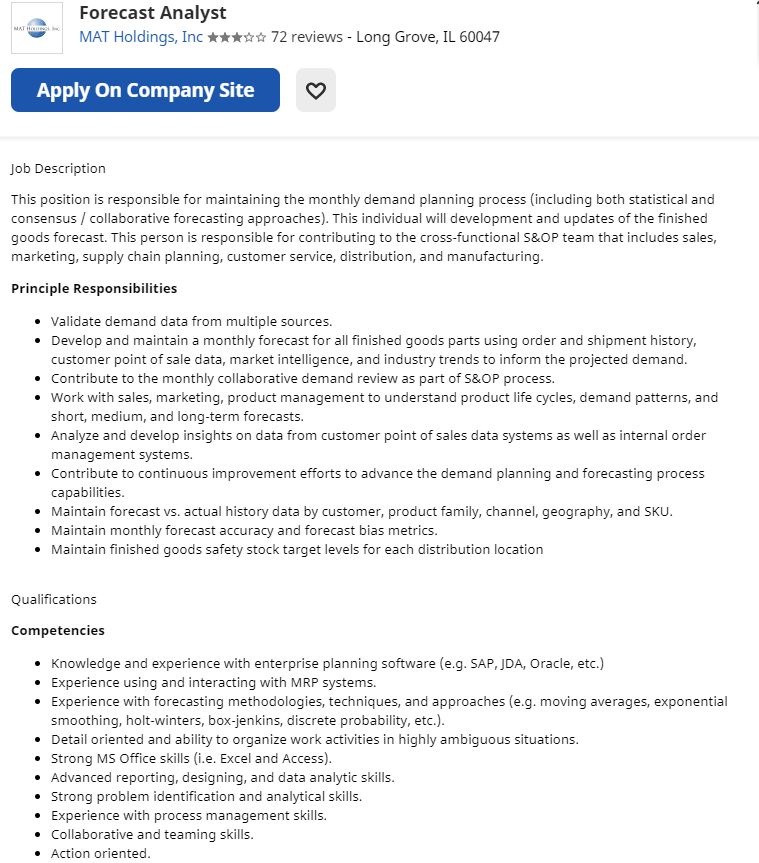 Forecast Analyst
MAT HOLDINGS, INC.
MAT Holdings, Inc ★★★☆☆ 72 reviews - Long Grove, IL 60047
Apply On Company Site
Job Description
This position is responsible for maintaining the monthly demand planning process (including both statistical and
consensus / collaborative forecasting approaches). This individual will development and updates of the finished
goods forecast. This person is responsible for contributing to the cross-functional S&OP team that includes sales,
marketing, supply chain planning, customer service, distribution, and manufacturing.
Principle Responsibilities
• Validate demand data from multiple sources.
• Develop and maintain a monthly forecast for all finished goods parts using order and shipment history,
customer point of sale data, market intelligence, and industry trends to inform the projected demand.
• Contribute to the monthly collaborative demand review as part of S&OP process.
• Work with sales, marketing, product management to understand product life cycles, demand patterns, and
short, medium, and long-term forecasts.
• Analyze and develop insights on data from customer point of sales data systems as well as internal order
management systems.
• Contribute to continuous improvement efforts to advance the demand planning and forecasting process
capabilities.
• Maintain forecast vs. actual history data by customer, product family, channel, geography, and SKU.
• Maintain monthly forecast accuracy and forecast bias metrics.
• Maintain finished goods safety stock target levels for each distribution location
Qualifications
Competencies
• Knowledge and experience with enterprise planning software (e.g. SAP, JDA, Oracle, etc.)
• Experience using and interacting with MRP systems.
• Experience with forecasting methodologies, techniques, and approaches (e.g. moving averages, exponential
smoothing, holt-winters, box-jenkins, discrete probability, etc.).
• Detail oriented and ability to organize work activities in highly ambiguous situations.
• Strong MS Office skills (i.e. Excel and Access).
• Advanced reporting, designing, and data analytic skills.
• Strong problem identification and analytical skills.
• Experience with process management skills.
• Collaborative and teaming skills.
• Action oriented.